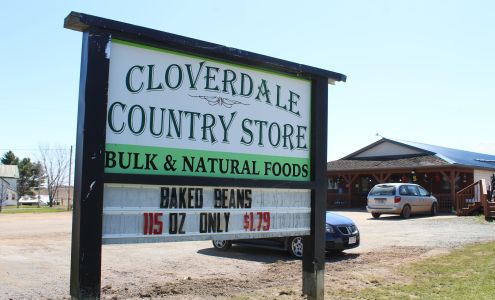 CLOVERDALE
COUNTRY STORE
BULK & NATURAL FOODS
BAKED BEANS
115 OZ ONLY $1.79